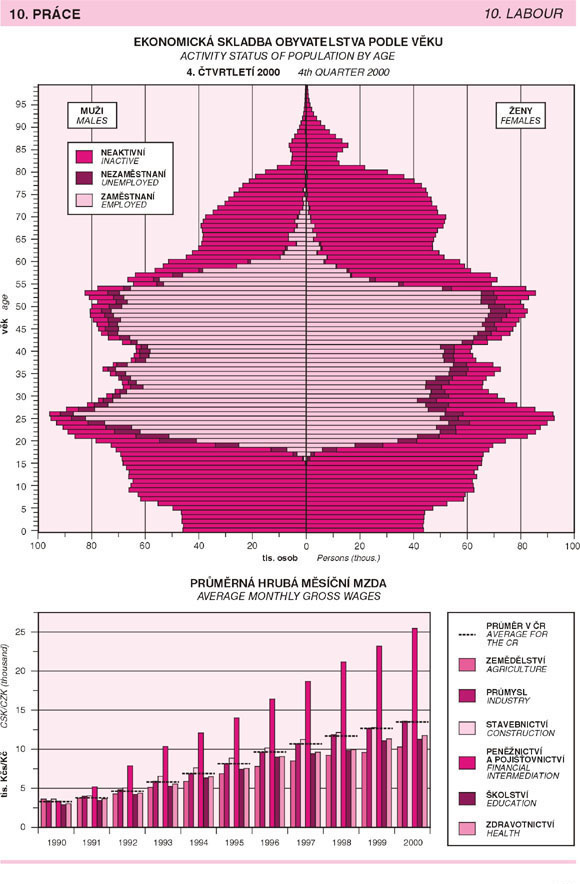 10. PRÁCE
10. LABOUR
EKONOMICKÁ SKLADBA OBYVATELSTVA PODLE VĚKU
ACTIVITY STATUS OF POPULATION BY AGE
4. ČTVRTLETÍ 2000 4th QUARTER 2000
MUŽI
MALES
ŽENY
FEMALES
NEAKTIVNÍ
INACTIVE
NEZAMĚSTNANÍ
UNEMPLOYED
ZAMĚSTNANÍ
EMPLOYED
věk age
95
90
85
80
75
70
65
60
55
50
45
40
35
30
25
20
15
10
5
0
100 80 60 40 20 0 20 40 60 80 100
tis. osob Persons (thous.)
PRŮMĚRNÁ HRUBÁ MĚSÍČNÍ MZDA
AVERAGE MONTHLY GROSS WAGES
tis. Kčs/Kč CSK/CZK (thousand)
25
20
15
10
5
0
1990 1991 1992 1993 1994 1995 1996 1997 1998 1999 2000
PRŮMĚR V ČR
AVERAGE FOR
THE CR
ZEMĚDĚLSTVÍ
AGRICULTURE
PRŮMYSL
INDUSTRY
STAVEBNICTVÍ
CONSTRUCTION
PENĚŽNICTVÍ
A POJIŠŤOVNICTVÍ
FINANCIAL
INTERMEDIATION
ŠKOLSTVÍ
EDUCATION
ZDRAVOTNICTVÍ
HEALTH